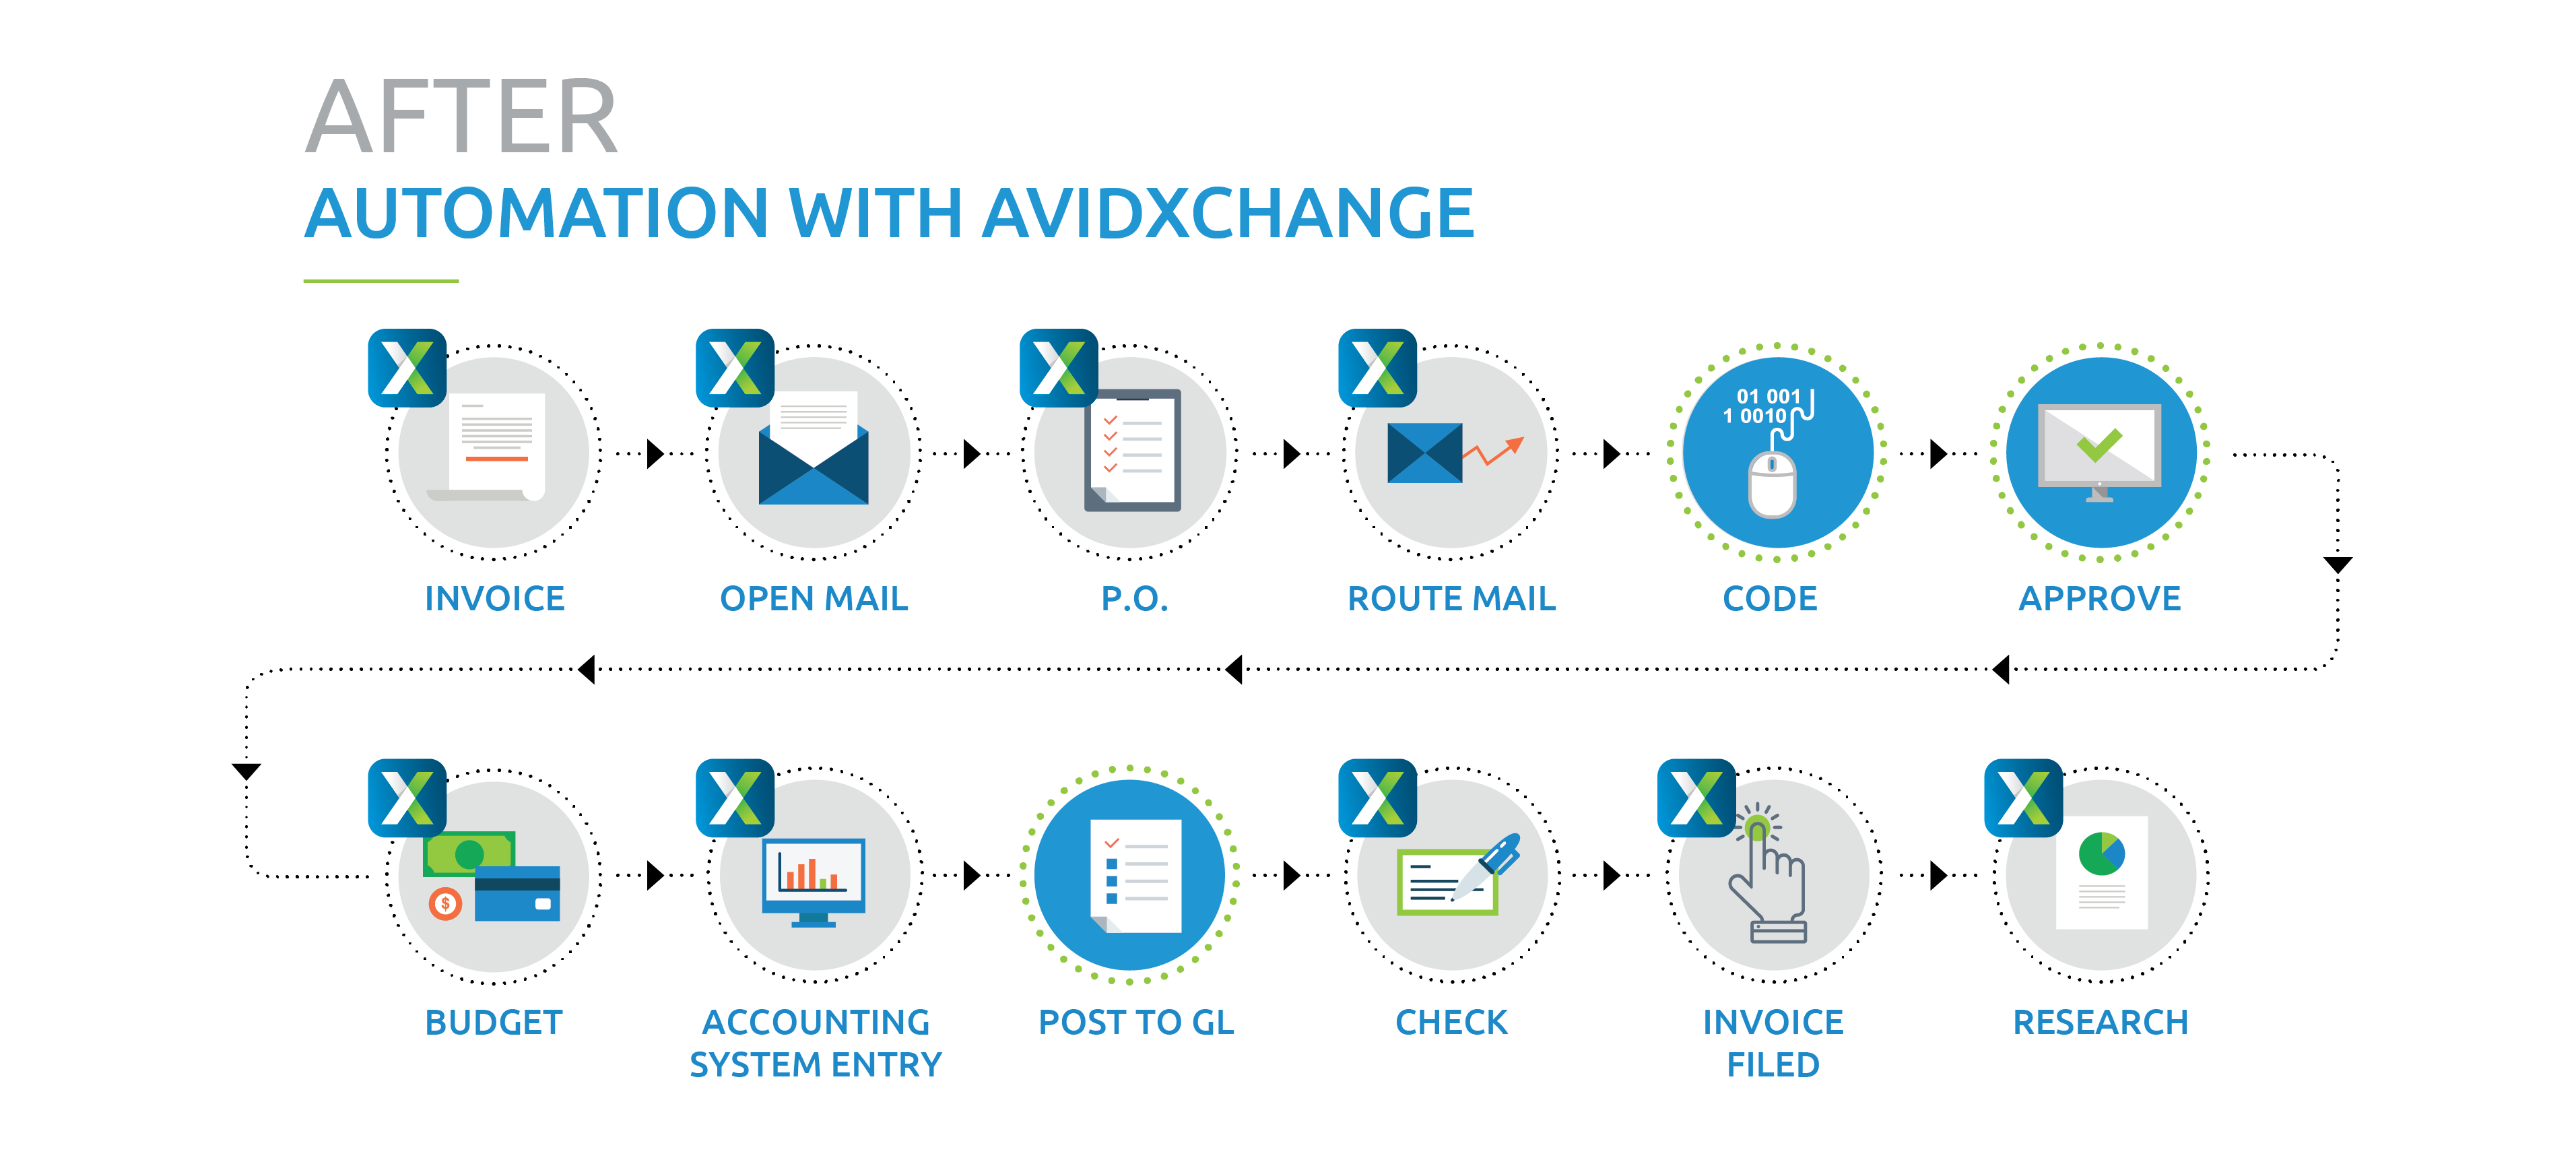 AFTER
AUTOMATION WITH AVIDXCHANGE
01 001
1 0010
INVOICE
OPEN MAIL
P.O.
ROUTE MAIL
CODE
APPROVE
$
BUDGET
ACCOUNTING
SYSTEM ENTRY
POST TO GL
CHECK
INVOICE
FILED
RESEARCH